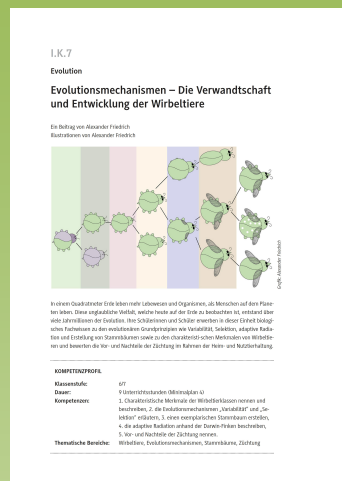 I.K.7
Evolution
Evolutionsmechanismen – Die Verwandtschaft
und Entwicklung der Wirbeltiere
Ein Beitrag von Alexander Friedrich
Illustrationen von Alexander Friedrich
Grafik: Alexander Friedrich
In einem Quadratmeter Erde leben mehr Lebewesen und Organismen, als Menschen auf dem Plane-
ten leben. Diese unglaubliche Vielfalt, welche heute auf der Erde zu beobachten ist, entstand über
viele Jahrmillionen der Evolution. Ihre Schülerinnen und Schüler erwerben in dieser Einheit biologi-
sches Fachwissen zu den evolutionären Grundprinzipien wie Variabilität, Selektion, adaptive Radia-
tion und Erstellung von Stammbäumen sowie zu den charakteristi-schen Merkmalen von Wirbeltie-
ren und bewerten die Vor- und Nachteile der Züchtung im Rahmen der Heim- und Nutztierhaltung.
KOMPETENZPROFIL
Klassenstufe: 6/7
Dauer: 9 Unterrichtsstunden (Minimalplan 4)
Kompetenzen: 1. Charakteristische Merkmale der Wirbeltierklassen nennen und
beschreiben, 2. die Evolutionsmechanismen „Variabilität" und „Se-
lektion" erläutern, 3. einen exemplarischen Stammbaum erstellen,
4. die adaptive Radiation anhand der Darwin-Finken beschreiben,
5. Vor- und Nachteile der Züchtung nennen.
Thematische Bereiche: Wirbeltiere, Evolutionsmechanismen, Stammbäume, Züchtung